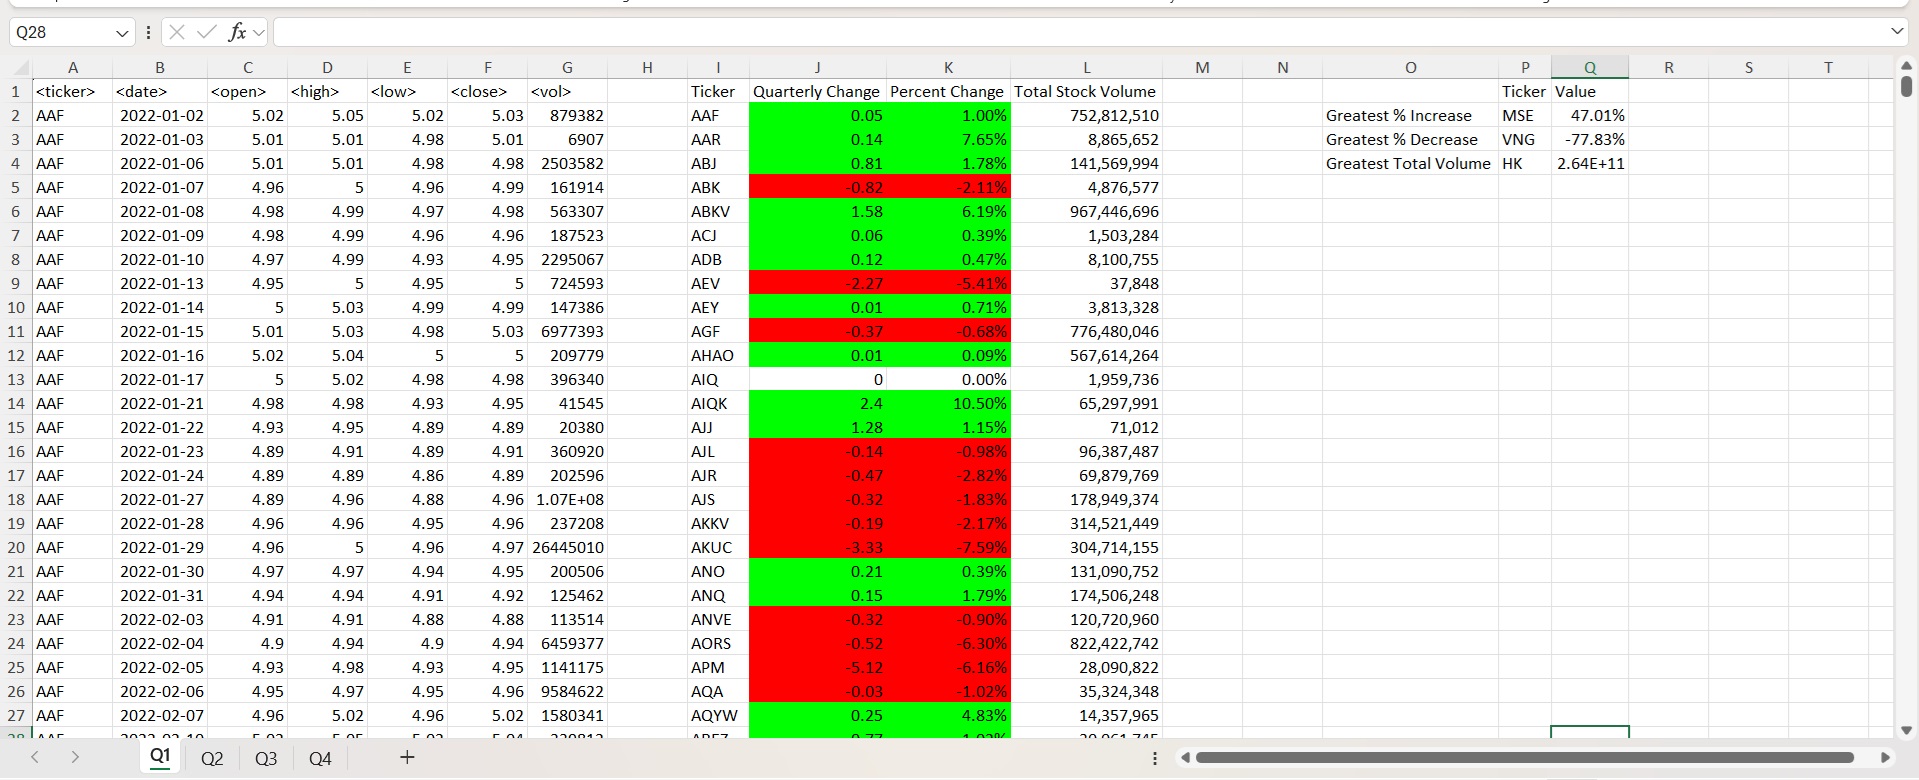 Q28 fx
A B C D E F G H I J K L M N O P Q R S T
1 <ticker> <date> <open> <high> <low> <close> <vol> Ticker Quarterly Change Percent Change Total Stock Volume Ticker Value
2 AAF 2022-01-02 5.02 5.05 5.02 5.03 879382 AAF 0.05 1.00% 752,812,510 Greatest % Increase MSE 47.01%
3 AAF 2022-01-03 5.01 5.01 4.98 5.01 6907 AAR 0.14 7.65% 8,865,652 Greatest % Decrease VNG -77.83%
4 AAF 2022-01-06 5.01 5.01 4.98 4.98 2503582 ABJ 0.81 1.78% 141,569,994 Greatest Total Volume HK 2.64E+11
5 AAF 2022-01-07 4.96 5 4.96 4.99 161914 ABK -0.82 -2.11% 4,876,577
6 AAF 2022-01-08 4.98 4.99 4.97 4.98 563307 ABKV 1.58 6.19% 967,446,696
7 AAF 2022-01-09 4.98 4.99 4.96 4.96 187523 ACJ 0.06 0.39% 1,503,284
8 AAF 2022-01-10 4.97 4.99 4.93 4.95 2295067 ADB 0.12 0.47% 8,100,755
9 AAF 2022-01-13 4.95 5 4.95 5 724593 AEV -2.27 -5.41% 37,848
10 AAF 2022-01-14 5 5.03 4.99 4.99 147386 AEY 0.01 0.71% 3,813,328
11 AAF 2022-01-15 5.01 5.03 4.98 5.03 6977393 AGF -0.37 -0.68% 776,480,046
12 AAF 2022-01-16 5.02 5.04 5 5 209779 AHAO 0.01 0.09% 567,614,264
13 AAF 2022-01-17 5 5.02 4.98 4.98 396340 AIQ 0 0.00% 1,959,736
14 AAF 2022-01-21 4.98 4.98 4.93 4.95 41545 AIQK 2.4 10.50% 65,297,991
15 AAF 2022-01-22 4.93 4.95 4.89 4.89 20380 AJJ 1.28 1.15% 71,012
16 AAF 2022-01-23 4.89 4.91 4.89 4.91 360920 AJL -0.14 -0.98% 96,387,487
17 AAF 2022-01-24 4.89 4.89 4.86 4.89 202596 AJR -0.47 -2.82% 69,879,769
18 AAF 2022-01-27 4.89 4.96 4.88 4.96 1.07E+08 AJS -0.32 -1.83% 178,949,374
19 AAF 2022-01-28 4.96 4.96 4.95 4.96 237208 AKKV -0.19 -2.17% 314,521,449
20 AAF 2022-01-29 4.96 5 4.96 4.97 26445010 AKUC -3.33 -7.59% 304,714,155
21 AAF 2022-01-30 4.97 4.97 4.94 4.95 200506 ANO 0.21 0.39% 131,090,752
22 AAF 2022-01-31 4.94 4.94 4.91 4.92 125462 ANQ 0.15 1.79% 174,506,248
23 AAF 2022-02-03 4.91 4.91 4.88 4.88 113514 ANVE -0.32 -0.90% 120,720,960
24 AAF 2022-02-04 4.9 4.94 4.9 4.94 6459377 AORS -0.52 -6.30% 822,422,742
25 AAF 2022-02-05 4.93 4.98 4.93 4.95 1141175 APM -5.12 -6.16% 28,090,822
26 AAF 2022-02-06 4.95 4.97 4.95 4.96 9584622 AQA -0.03 -1.02% 35,324,348
27 AAF 2022-02-07 4.96 5.02 4.96 5.02 1580341 AQYW 0.25 4.83% 14,357,965
Q1 Q2 Q3 Q4 +